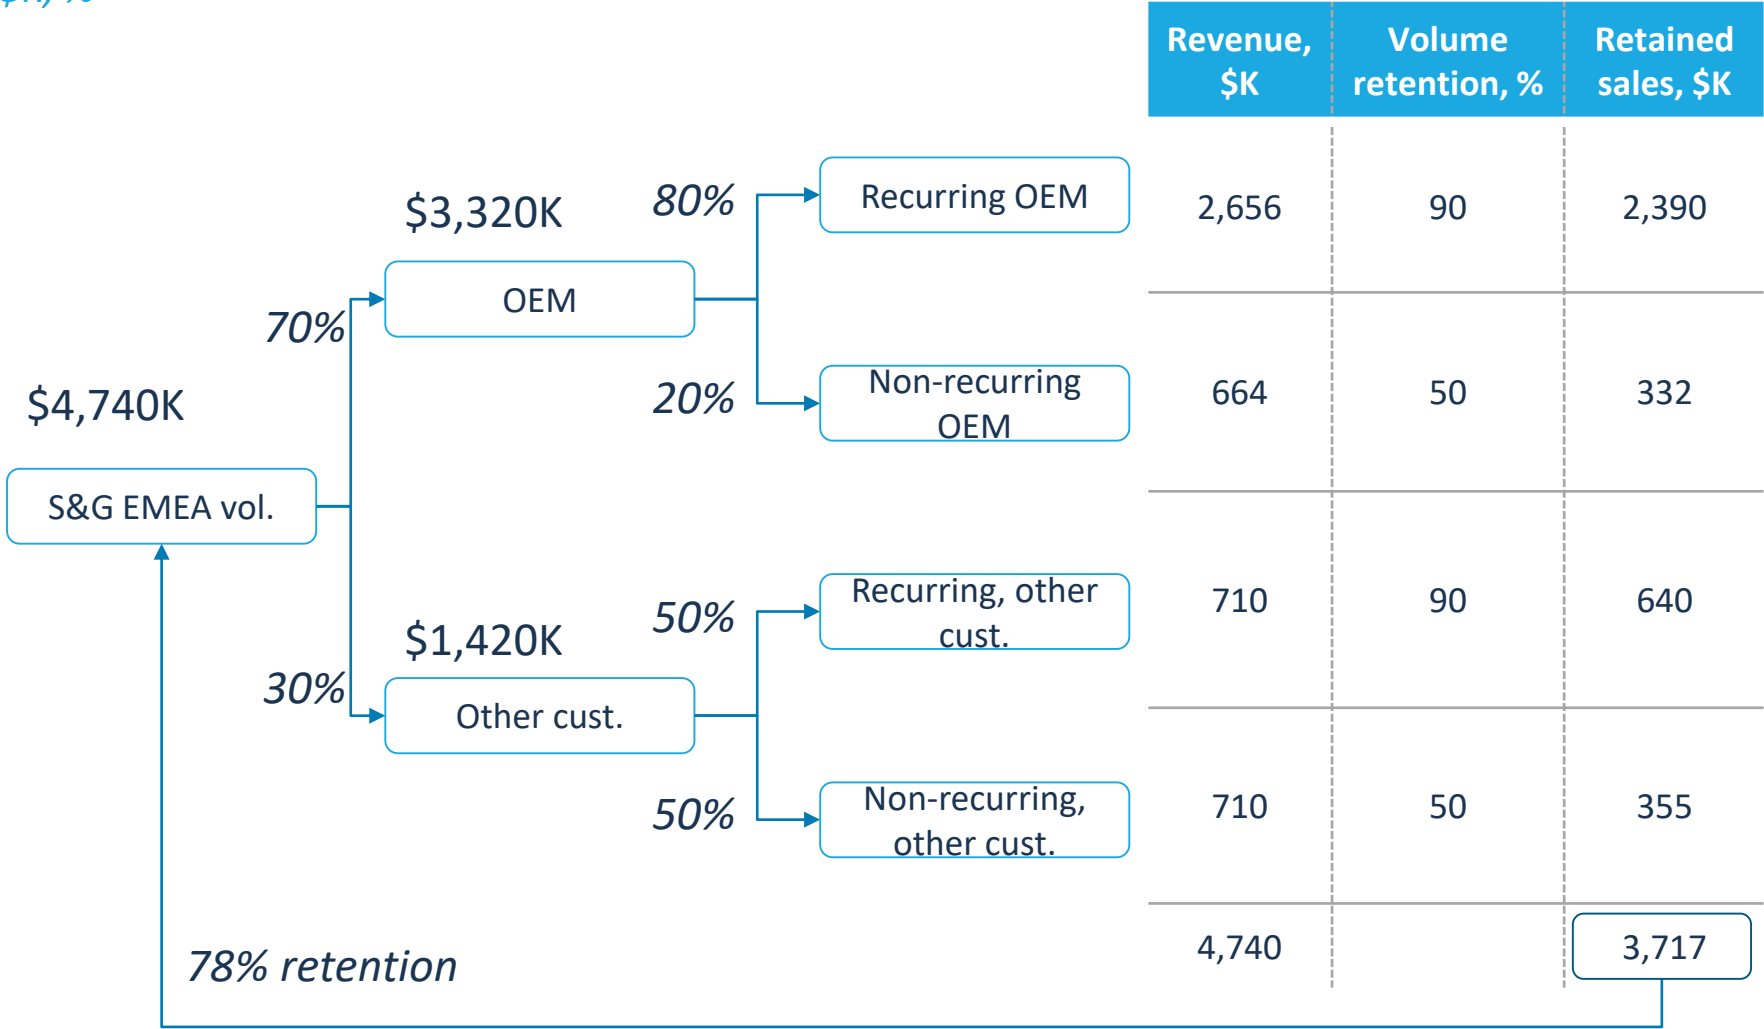 $K, %
Revenue,
$K
Volume
retention, %
Retained
sales, $K
$3,320K
80%
Recurring OEM
2,656
90
2,390
OEM
70%
20%
Non-recurring
OEM
664
50
332
$4,740K
S&G EMEA vol.
50%
Recurring, other
cust.
710
90
640
$1,420K
30%
Other cust.
50%
Non-recurring,
other cust.
710
50
355
4,740
3,717
78% retention